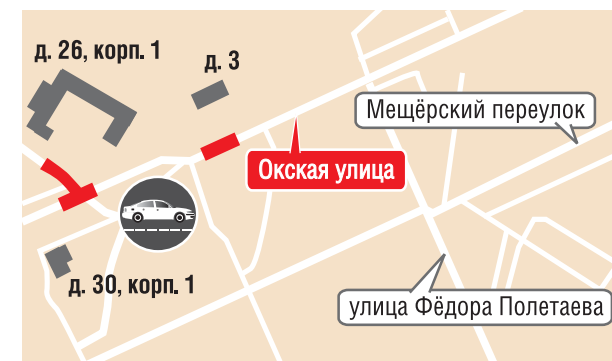 д. 26, корп. 1
д. 3
Мещёрский переулок
Окская улица
д. 30, корп. 1
улица Фёдора Полетаева